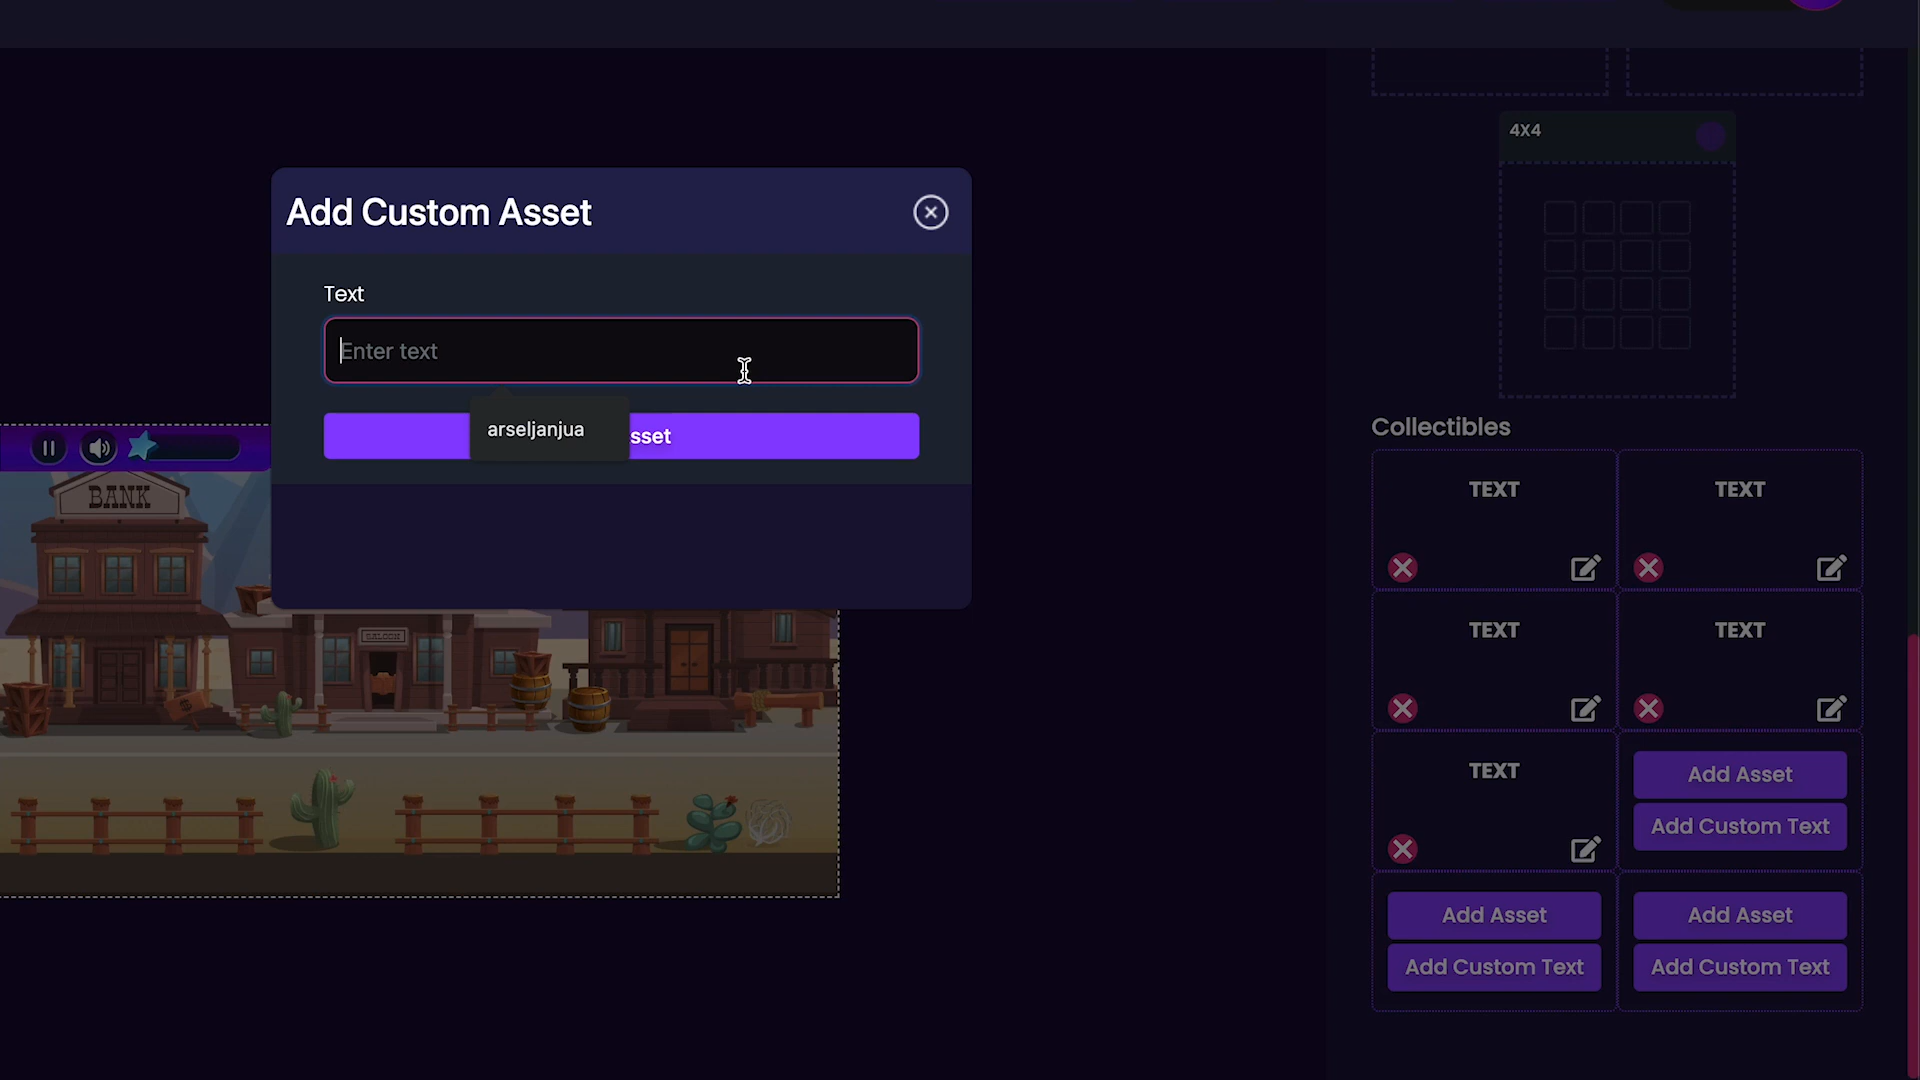 4X4
Add Custom Asset
Text
Enter text
arseljanjua
sset
BANK
SALOON
Collectibles
TEXT
TEXT
TEXT
TEXT
TEXT
Add Asset
Add Custom Text
Add Asset
Add Asset
Add Custom Text
Add Custom Text